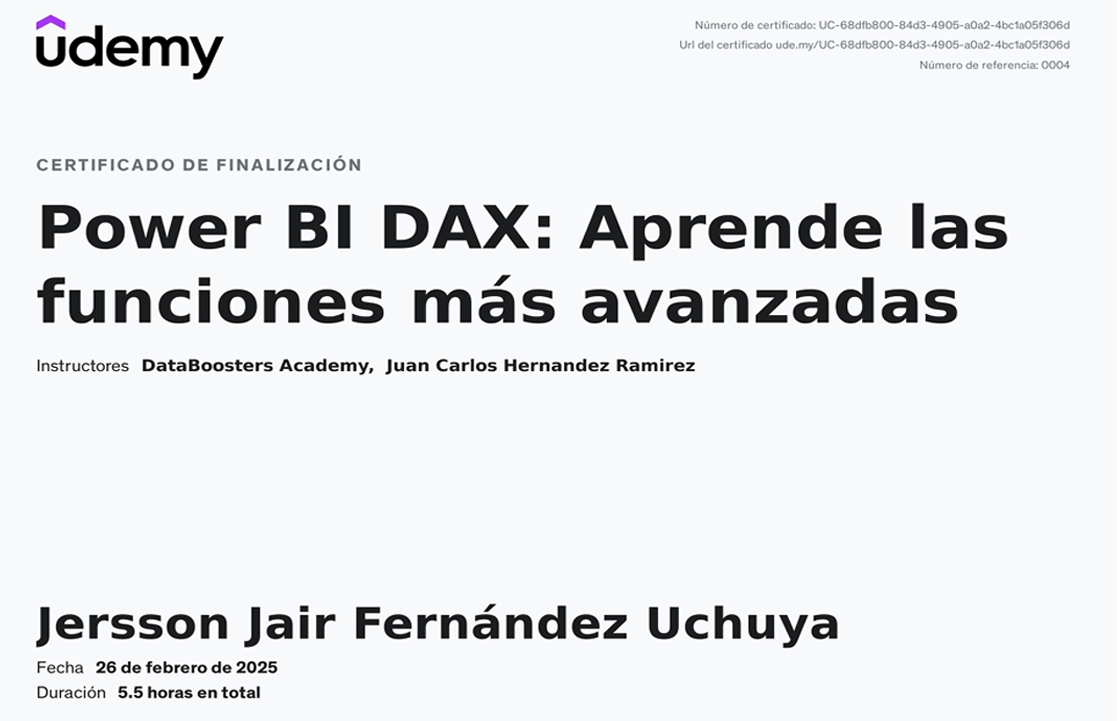 udemy
Número de certificado: UC-68dfb800-84d3-4905-a0a2-4bc1a05f306d
Url del certificado ude.my/UC-68dfb800-84d3-4905-a0a2-4bc1a05f306d
Número de referencia: 0004
CERTIFICADO DE FINALIZACIÓN
Power BI DAX: Aprende las
funciones más avanzadas
Instructores DataBoosters Academy, Juan Carlos Hernandez Ramirez
Jersson Jair Fernández Uchuya
Fecha 26 de febrero de 2025
Duración 5.5 horas en total